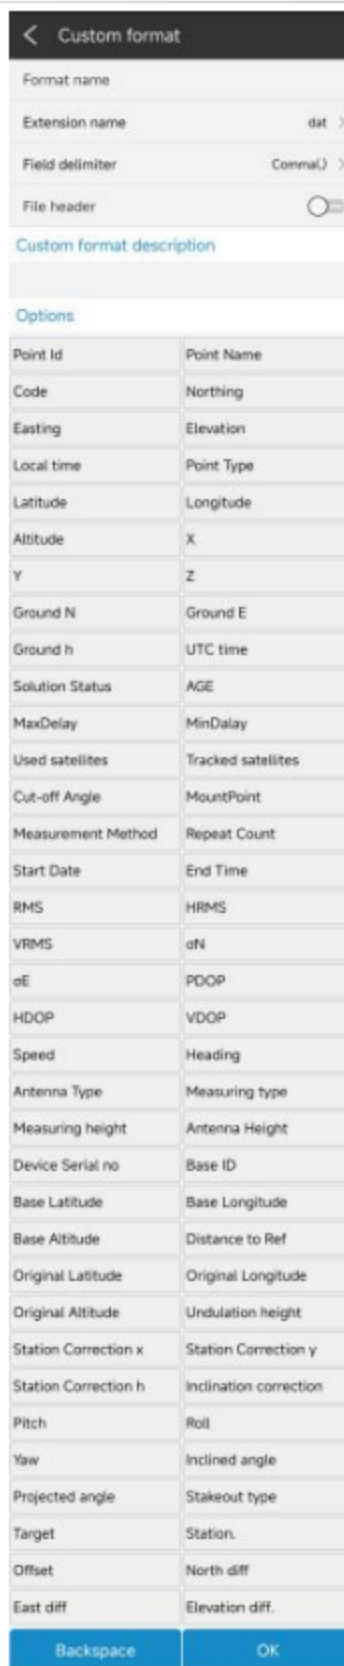 Custom format
Format name
Extension name dat
Field delimiter Comma(,)
File header
Custom format description
Options
Point Id Point Name
Code Northing
Easting Elevation
Local time Point Type
Latitude Longitude
Altitude X
Y Z
Ground N Ground E
Ground h UTC time
Solution Status AGE
MaxDelay MinDalay
Used satellites Tracked satellites
Cut-off Angle MountPoint
Measurement Method Repeat Count
Start Date End Time
RMS HRMS
VRMS σN
σE PDOP
HDOP VDOP
Speed Heading
Antenna Type Measuring type
Measuring height Antenna Height
Device Serial no Base ID
Base Latitude Base Longitude
Base Altitude Distance to Ref
Original Latitude Original Longitude
Original Altitude Undulation height
Station Correction x Station Correction y
Station Correction h Inclination correction
Pitch Roll
Yaw Inclined angle
Projected angle Stakeout type
Target Station.
Offset North diff
East diff Elevation diff.
Backspace OK